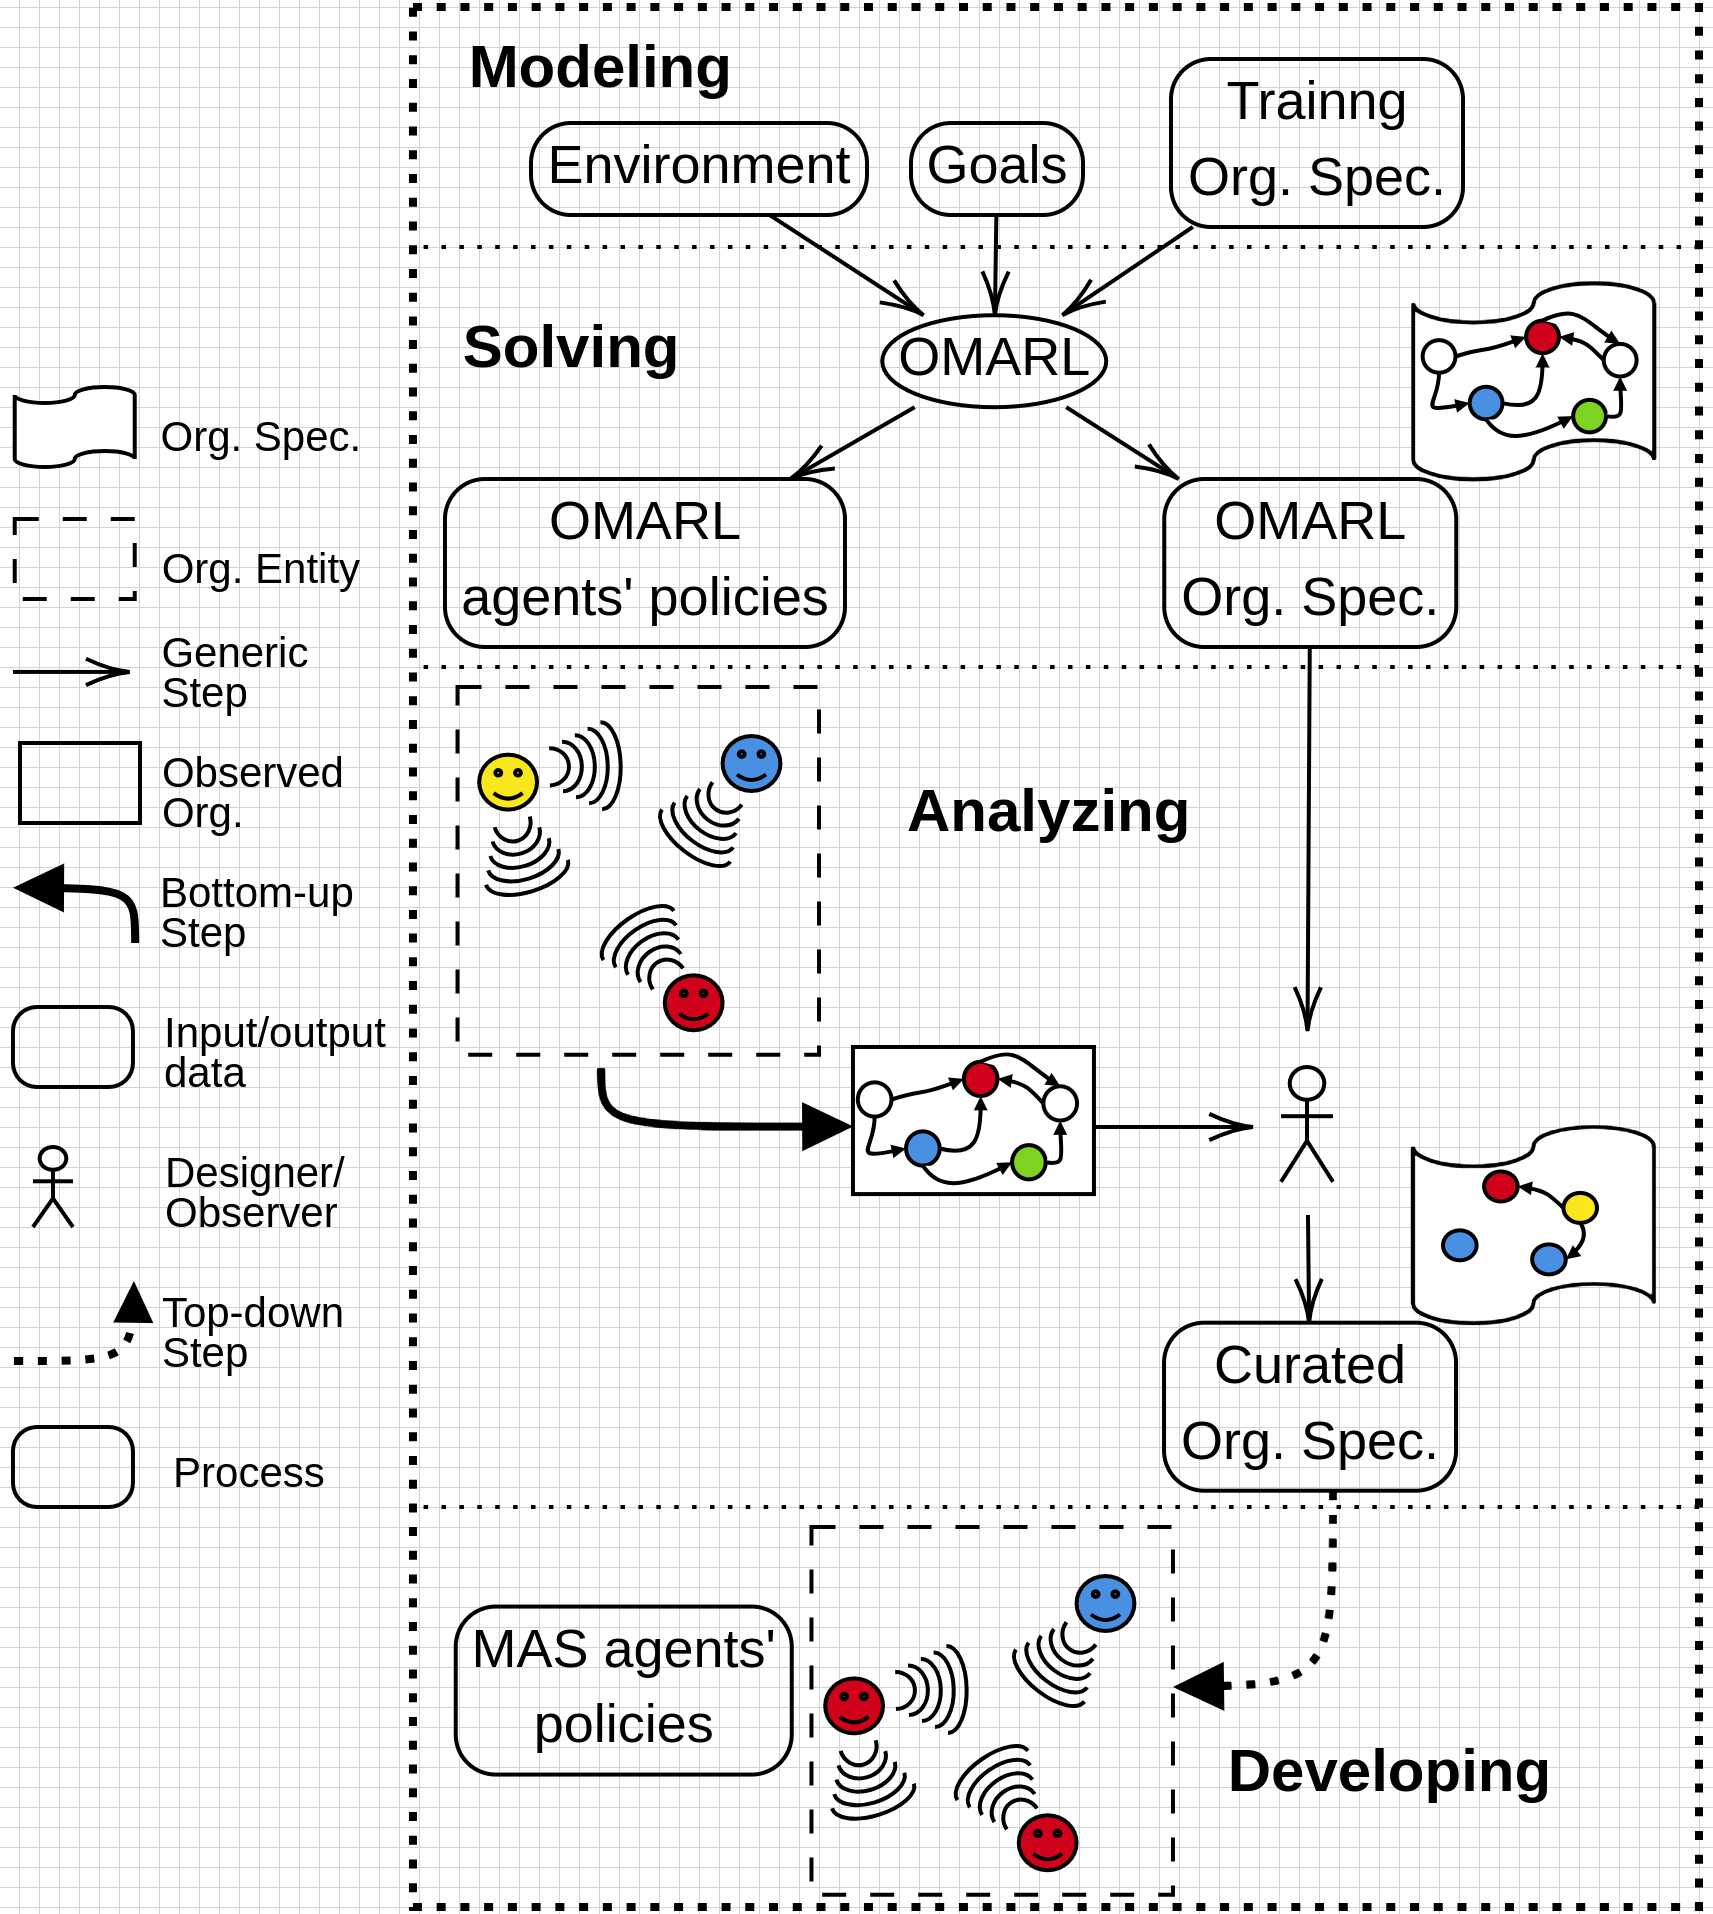 Modeling
Trainng
Org. Spec.
Environment
Goals
Solving
OMARL
OMARL
agents' policies
OMARL
Org. Spec.
Analyzing
Curated
Org. Spec.
MAS agents'
policies
Developing
Org. Spec.
Org. Entity
Generic
Step
Observed
Org.
Bottom-up
Step
Input/output
data
Designer/
Observer
Top-down
Step
Process